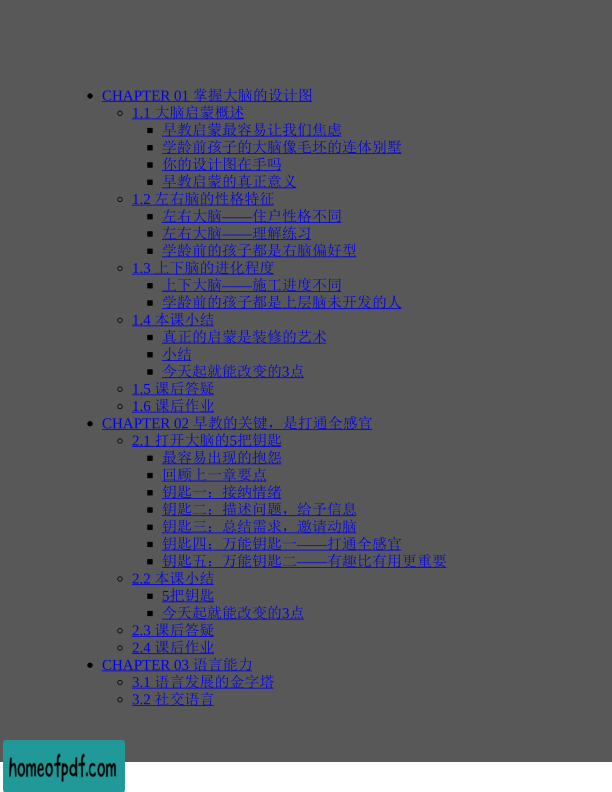 CHAPTER 01 掌握大脑的设计图
1.1 大脑启蒙概述
早教启蒙最容易让我们焦虑
学龄前孩子的大脑像毛坯的连体别墅
你的设计图在手吗
早教启蒙的真正意义
1.2 左右脑的性格特征
左右大脑——住户性格不同
左右大脑——理解练习
学龄前的孩子都是右脑偏好型
1.3 上下脑的进化程度
上下大脑——施工进度不同
学龄前的孩子都是上层脑未开发的人
1.4 本课小结
真正的启蒙是装修的艺术
小结
今天起就能改变的3点
1.5 课后答疑
1.6 课后作业
CHAPTER 02 早教的关键，是打通全感官
2.1 打开大脑的5把钥匙
最容易出现的抱怨
回顾上一章要点
钥匙一：接纳情绪
钥匙二：描述问题，给予信息
钥匙三：总结需求，邀请动脑
钥匙四：万能钥匙一——打通全感官
钥匙五：万能钥匙二——有趣比有用更重要
2.2 本课小结
5把钥匙
今天起就能改变的3点
2.3 课后答疑
2.4 课后作业
CHAPTER 03 语言能力
3.1 语言发展的金字塔
3.2 社交语言
homeofpdf.com